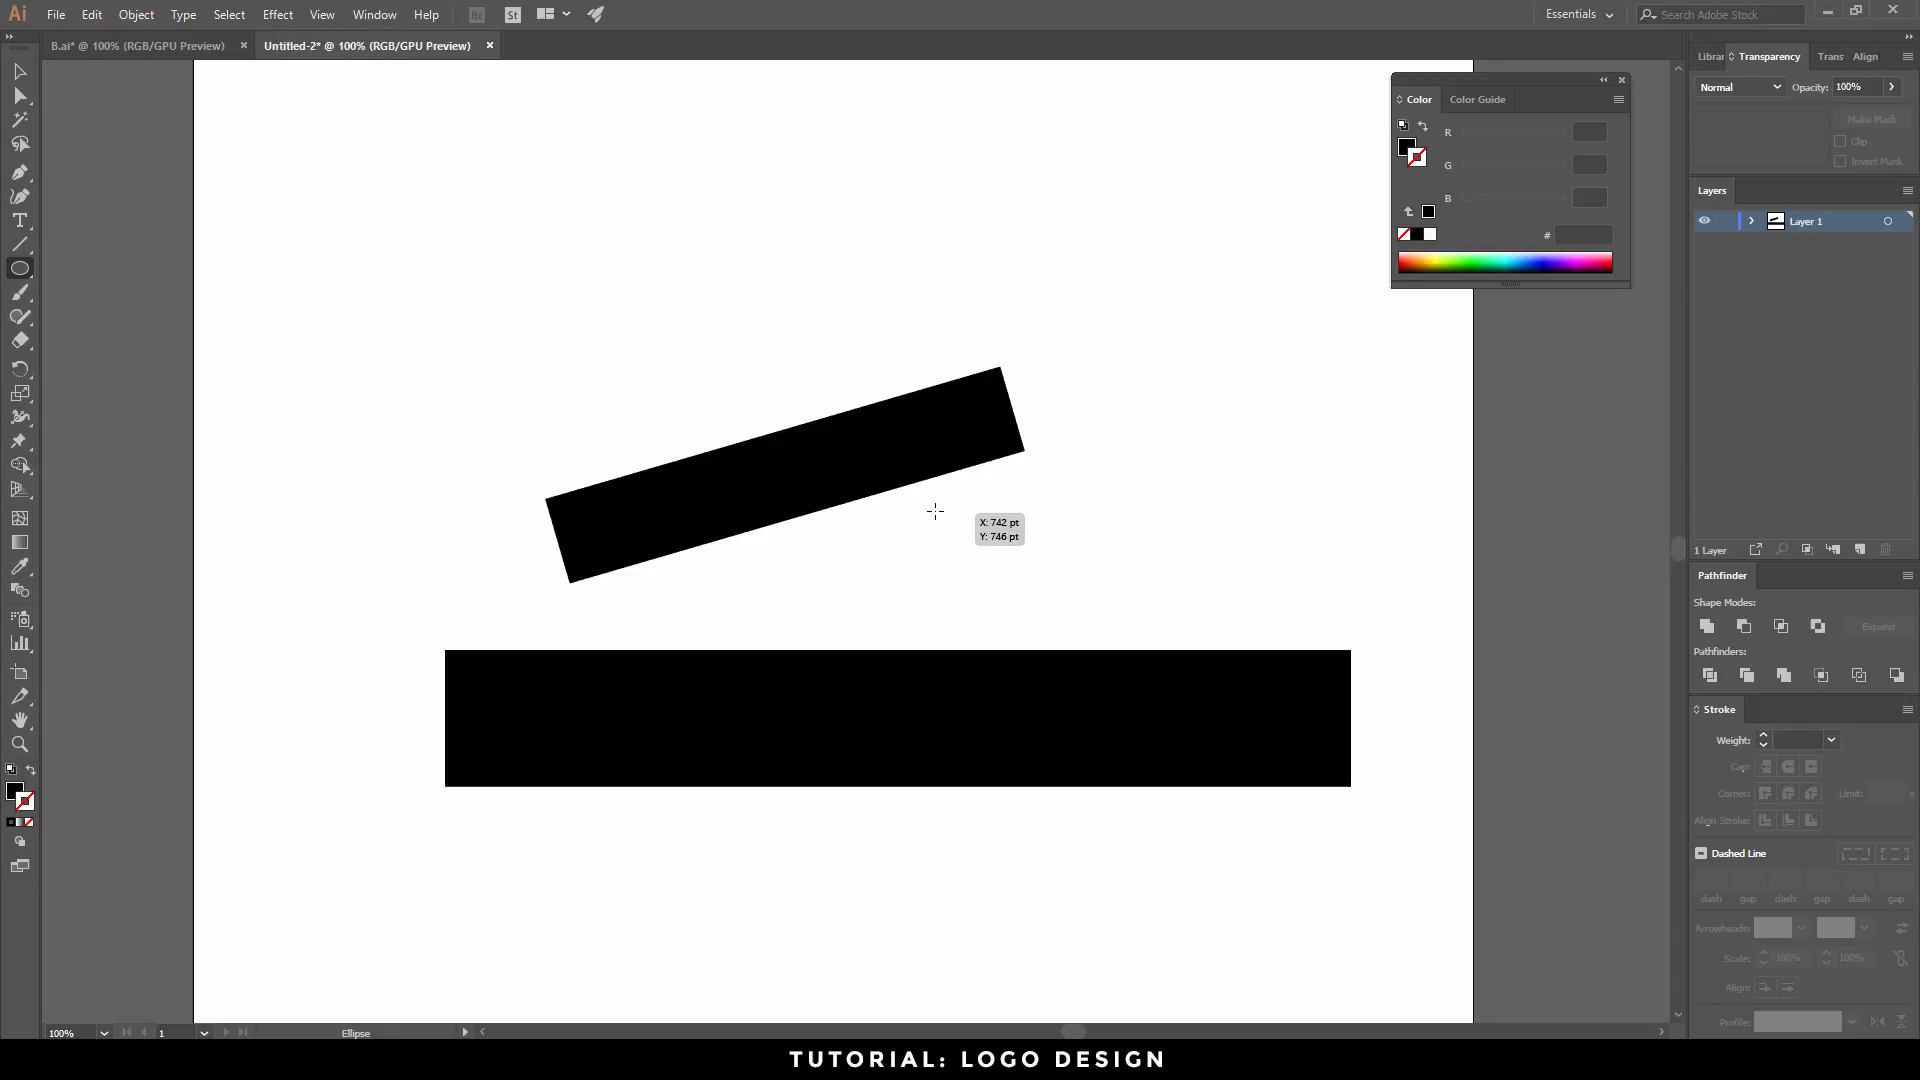 Ai File Edit Object Type Select Effect View Window Help Br St Essentials Search Adobe Stock
B.ai* @ 100% (RGB/GPU Preview) × Untitled-2* @ 100% (RGB/GPU Preview) ×
Librar Transparency Trans Align
Normal Opacity: 100%
Make Mask
Clip
Invert Mask
Color Color Guide
R
G
B
#
Layers
Layer 1
1 Layer
X: 742 pt
Y: 746 pt
Pathfinder
Shape Modes:
Expand
Pathfinders:
Stroke
Weight:
Cap:
Corner: Limit: x
Align Stroke:
Dashed Line
dash gap dash gap dash gap
Arrowheads:
Scale: 100% 100%
Align:
Profile:
100% 1 Ellipse
TUTORIAL: LOGO DESIGN